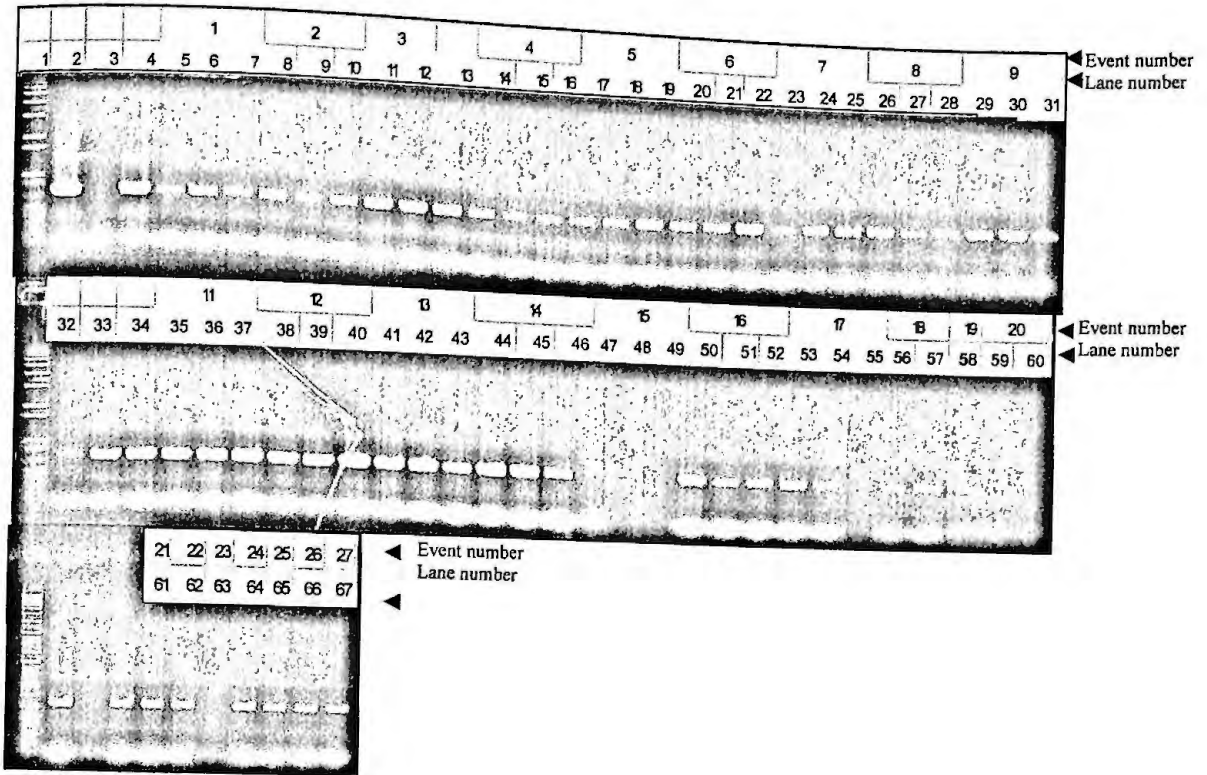 1 2 3 4 5 6 7 8 9
Event number
1 2 3 4 5 6 7 8 9 10 11 12 13 14 15 16 17 18 19 20 21 22 23 24 25 26 27 28 29 30 31
Lane number
11 12 13 14 15 16 17 18 19 20
Event number
32 33 34 35 36 37 38 39 40 41 42 43 44 45 46 47 48 49 50 51 52 53 54 55 56 57 58 59 60
Lane number
21 22 23 24 25 26 27
Event number
61 62 63 64 65 66 67
Lane number